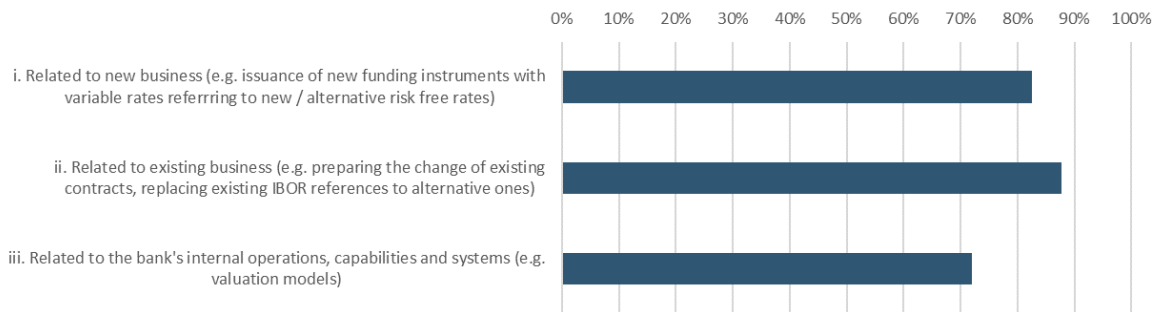 0% 10% 20% 30% 40% 50% 60% 70% 80% 90% 100%
i. Related to new business (e.g. issuance of new funding instruments with
variable rates referrring to new / alternative risk free rates)
ii. Related to existing business (e.g. preparing the change of existing
contracts, replacing existing IBOR references to alternative ones)
iii. Related to the bank's internal operations, capabilities and systems (e.g.
valuation models)